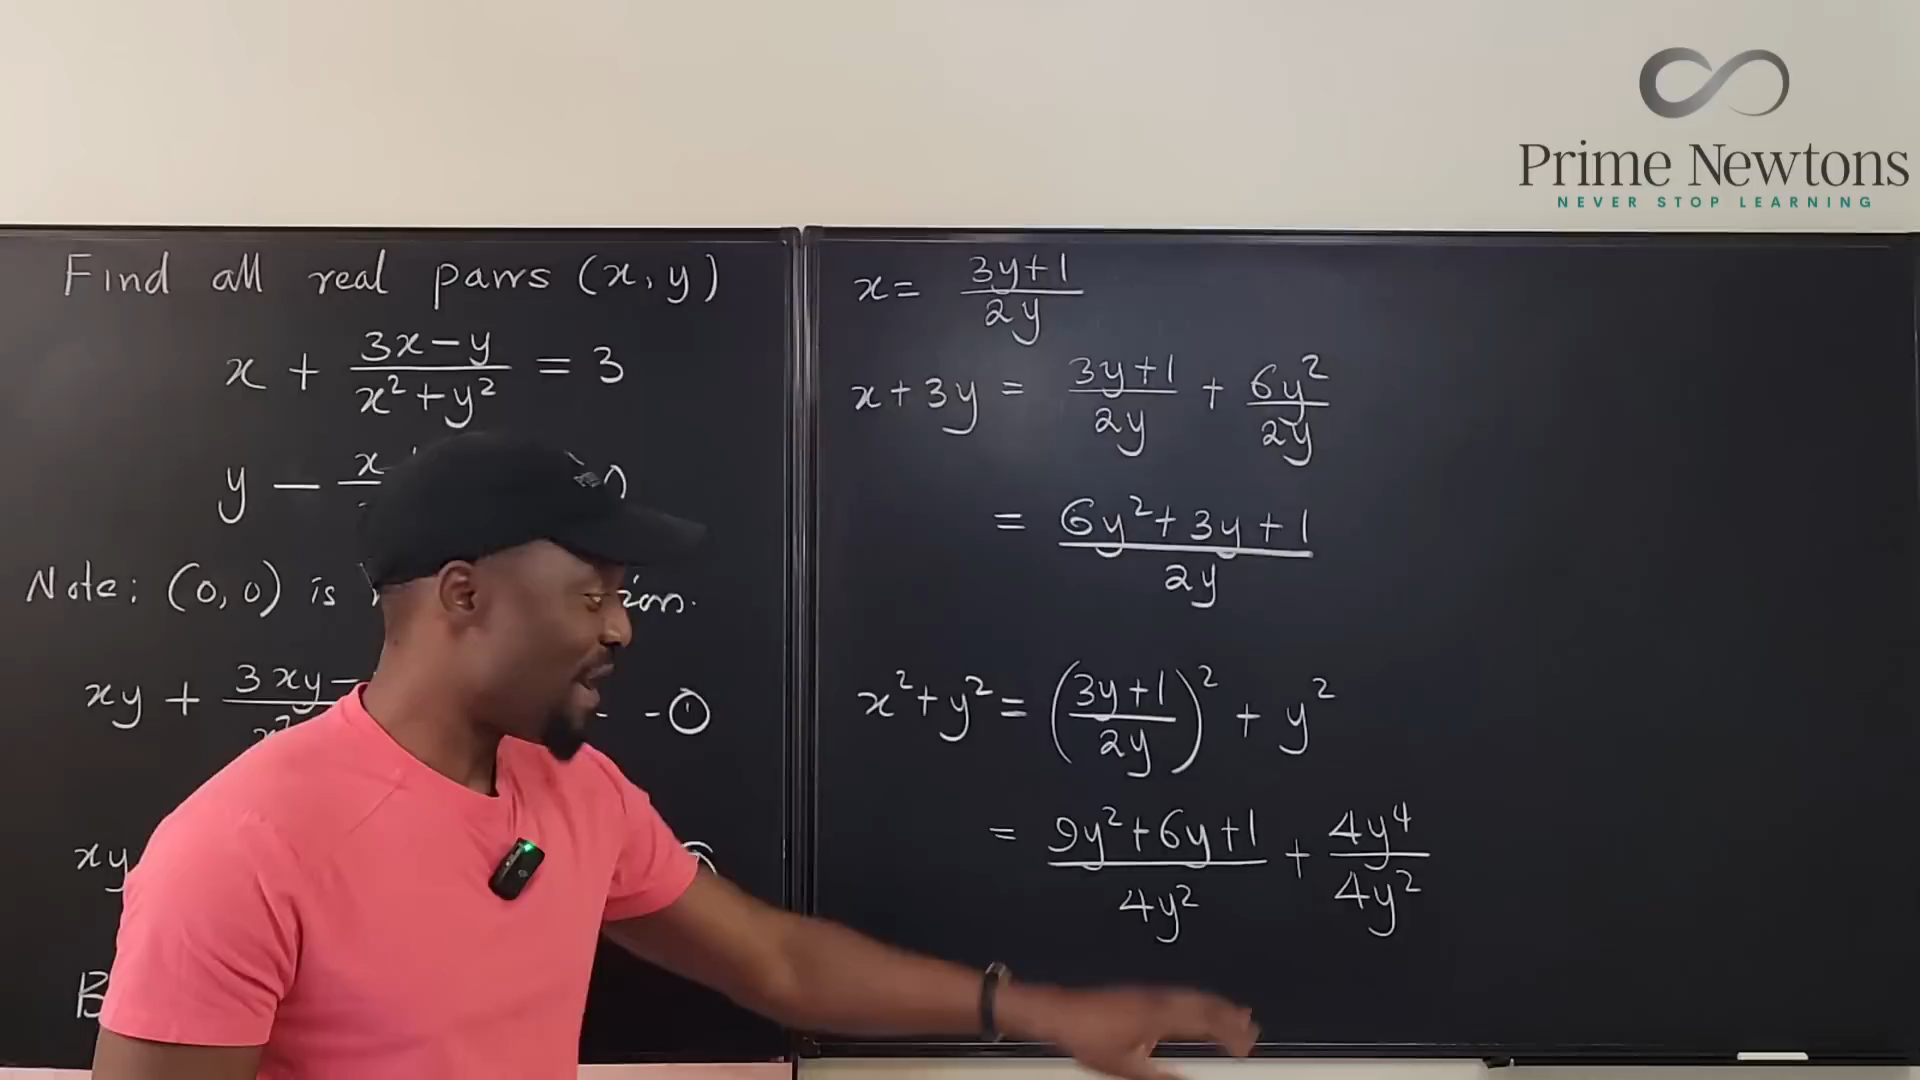 Prime Newtons
NEVER STOP LEARNING
Find all real pairs (x, y)
x + (3x-y)/(x²+y²) = 3
y - x
Note: (0,0) is
xy + 3xy-
-0
xy
B
x = (3y+1)/(2y)
x+3y = (3y+1)/(2y) + (6y²)/(2y)
= (6y²+3y+1)/(2y)
x²+y² = ((3y+1)/(2y))² + y²
= (9y²+6y+1)/(4y²) + (4y⁴)/(4y²)